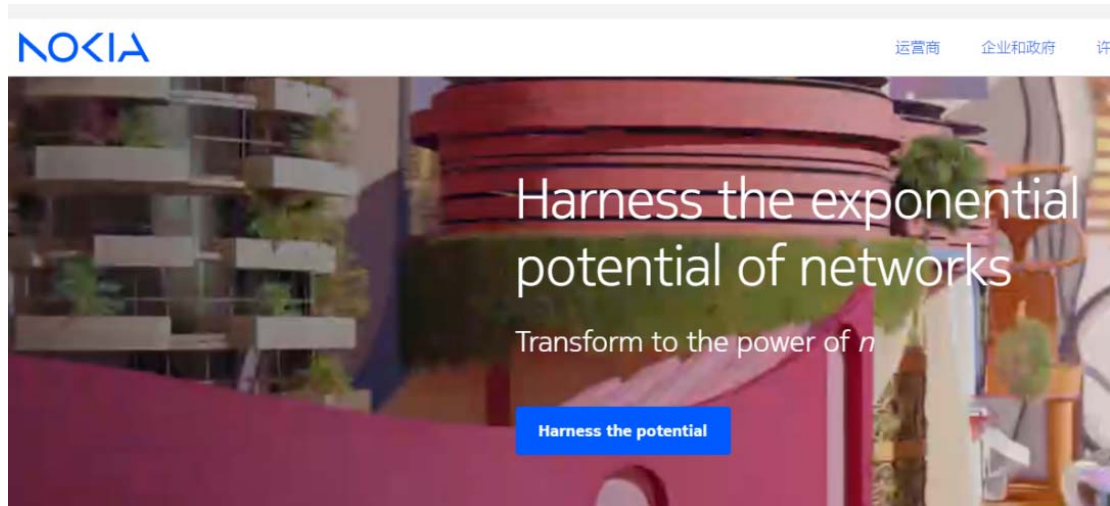 NOKIA
运营商 企业和政府 许
Harness the exponential
potential of networks
Transform to the power of n
Harness the potential